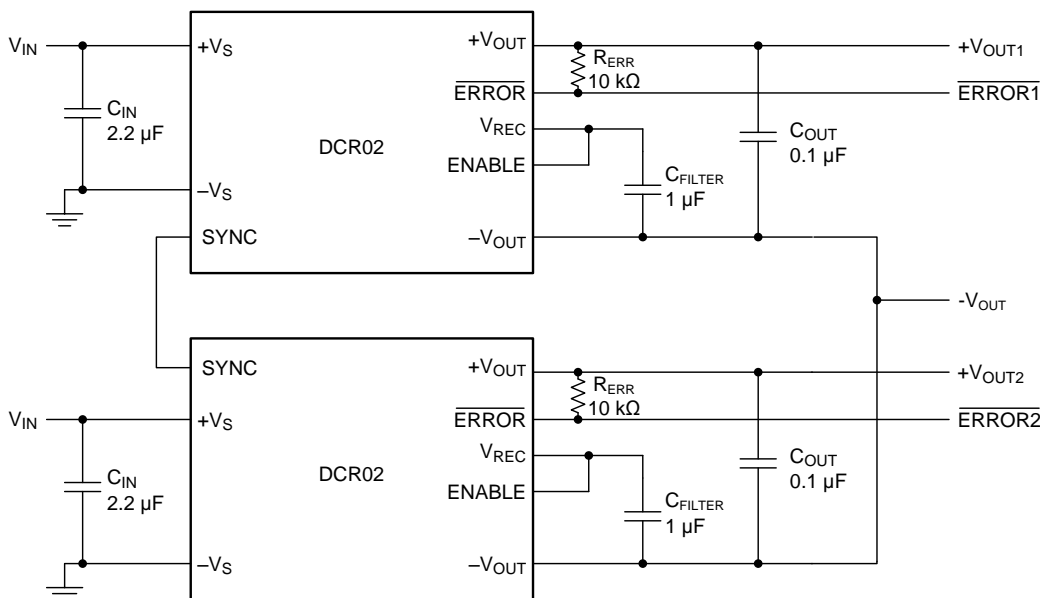 VIN
+VS
CIN
2.2 µF
–VS
SYNC
DCR02
+VOUT
ERROR
VREC
ENABLE
–VOUT
RERR
10 kΩ
CFILTER
1 µF
COUT
0.1 µF
+VOUT1
ERROR1
-VOUT
SYNC
VIN
+VS
CIN
2.2 µF
–VS
DCR02
+VOUT
ERROR
VREC
ENABLE
–VOUT
RERR
10 kΩ
CFILTER
1 µF
COUT
0.1 µF
+VOUT2
ERROR2